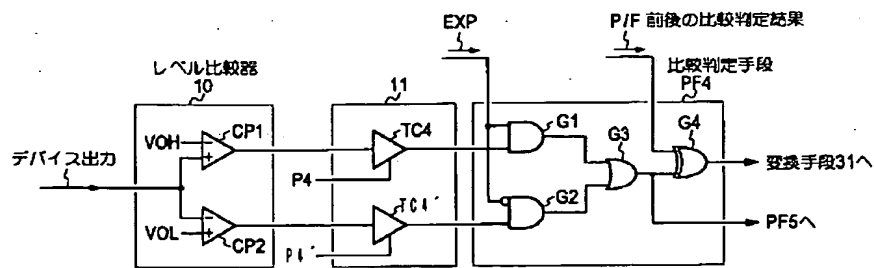 EXP
P/F 前後の比較判定結果
レベル比較器
10
11
比較判定手段
PF4
CP1
VOH
TC4
G1
G3
G4
デバイス出力
P4
変換手段31へ
TC4´
G2
VOL
CP2
P4´
PF5へ